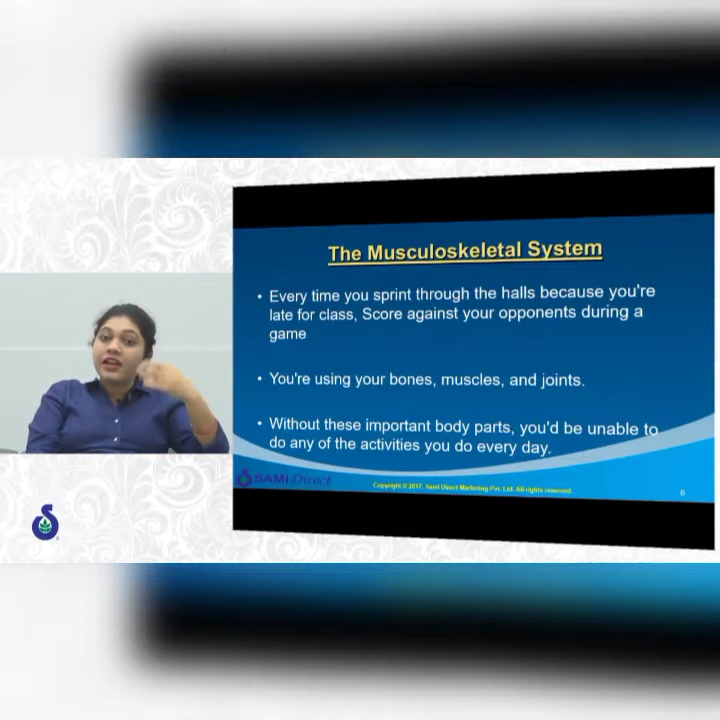 The Musculoskeletal System
• Every time you sprint through the halls because you're
late for class, Score against your opponents during a
game
• You're using your bones, muscles, and joints.
• Without these important body parts, you'd be unable to
do any of the activities you do every day.
SAMI Direct
Copyright © 2017. Sami Direct Marketing Pvt. Ltd. All rights reserved.
6